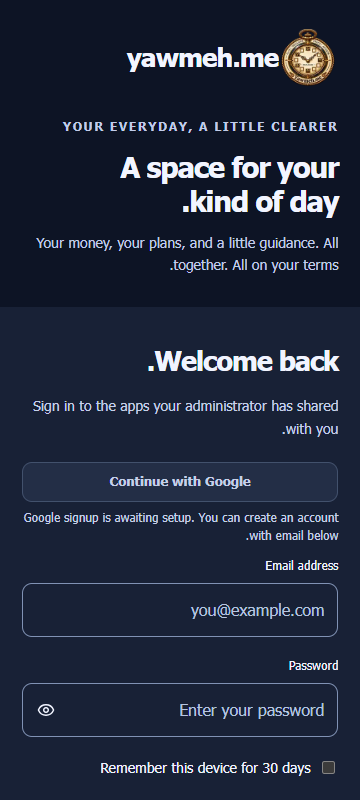 yawmeh.me
YOUR EVERYDAY, A LITTLE CLEARER
A space for your
.kind of day
Your money, your plans, and a little guidance. All
.together. All on your terms
.Welcome back
Sign in to the apps your administrator has shared
.with you
Continue with Google
Google signup is awaiting setup. You can create an account
.with email below
Email address
you@example.com
Password
Enter your password
Remember this device for 30 days